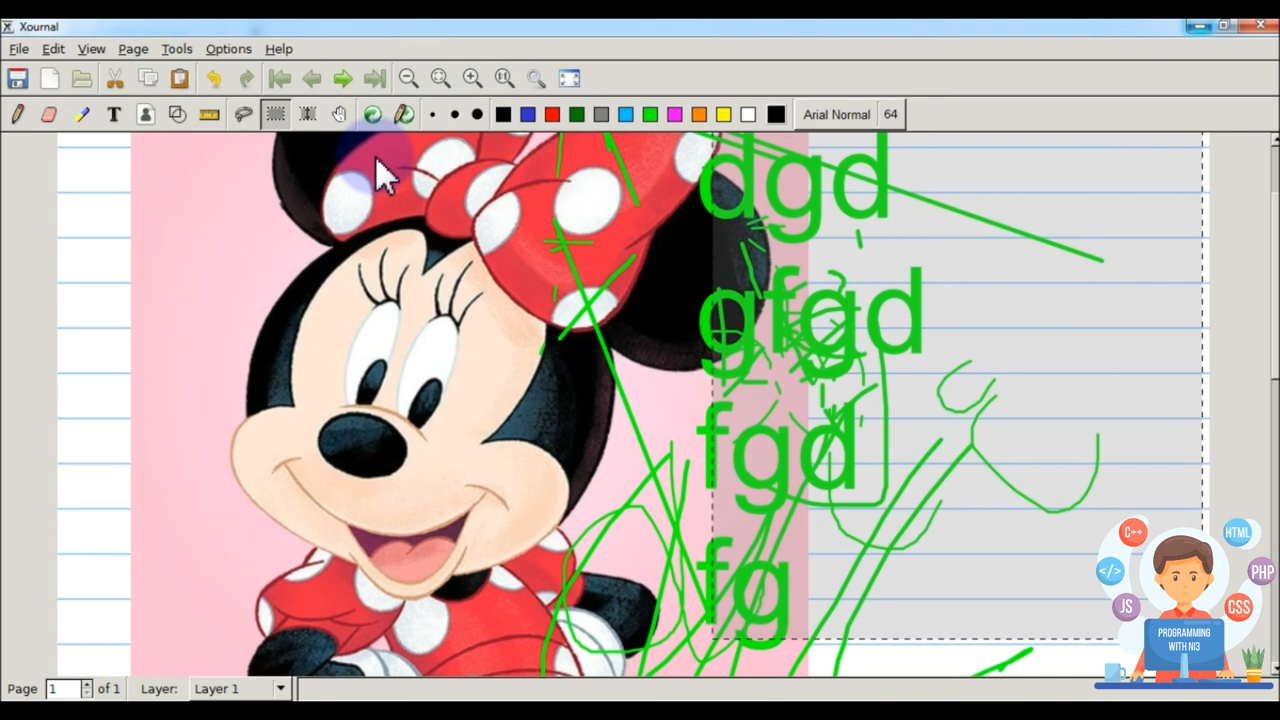 Xournal
File Edit View Page Tools Options Help
T Arial Normal 64
dgd
gfgd
fgd
fg
C++
HTML
</>
PHP
JS
CSS
PROGRAMMING
WITH NI3
Page 1 of 1 Layer: Layer 1